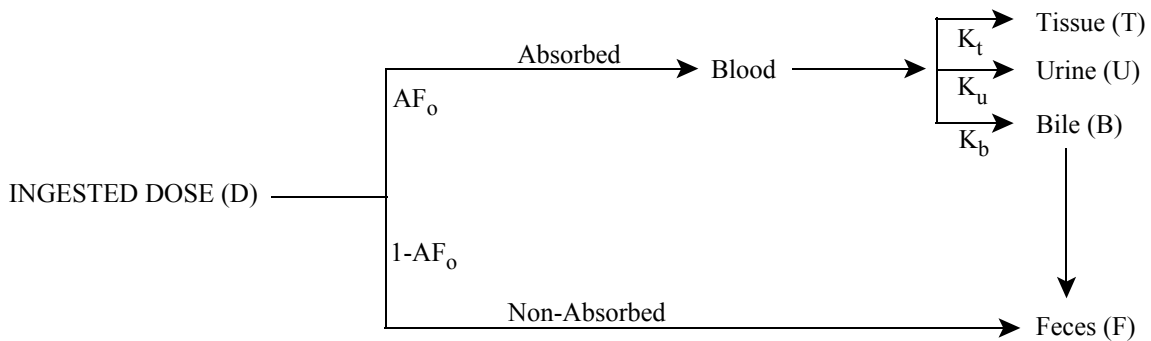 Tissue (T)
K_t
Absorbed
Blood
Urine (U)
AF_o
K_u
Bile (B)
K_b
INGESTED DOSE (D)
1-AF_o
Non-Absorbed
Feces (F)